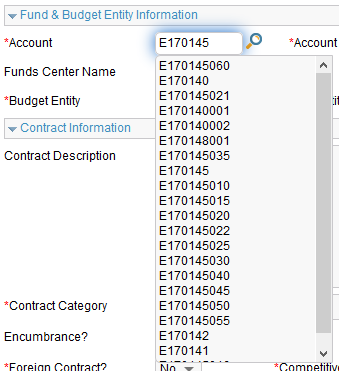 Fund & Budget Entity Information
*Account E170145 *Account
Funds Center Name
*Budget Entity
Contract Information
Contract Description
E170145060
E170140
E170145021
E170140001
E170140002
E170148001
E170145035
E170145
E170145010
E170145015
E170145020
E170145022
E170145025
E170145030
E170145040
E170145045
E170145050
E170145055
E170142
E170141
*Contract Category
Encumbrance?
*Foreign Contract? No *Competitive